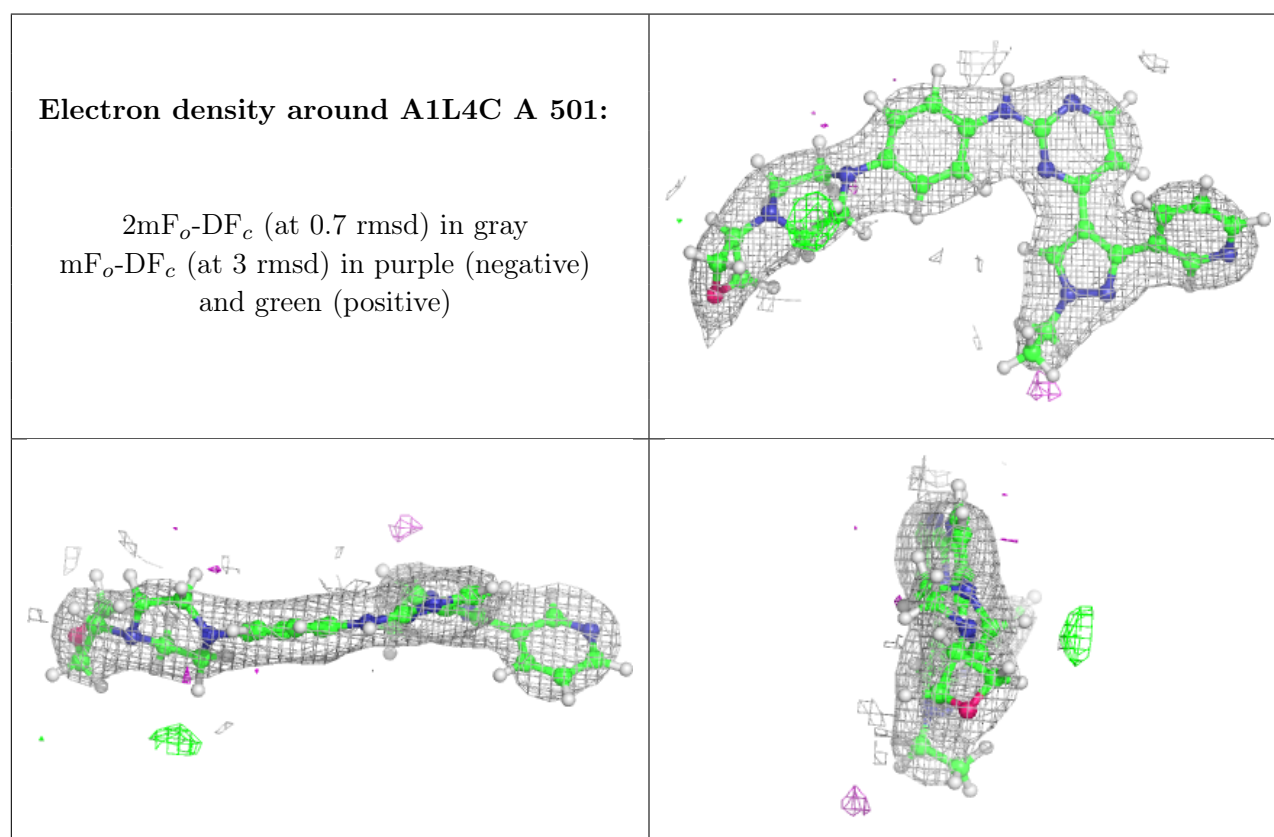 Electron density around A1L4C A 501:
2mFo-DFc (at 0.7 rmsd) in gray
mFo-DFc (at 3 rmsd) in purple (negative)
and green (positive)